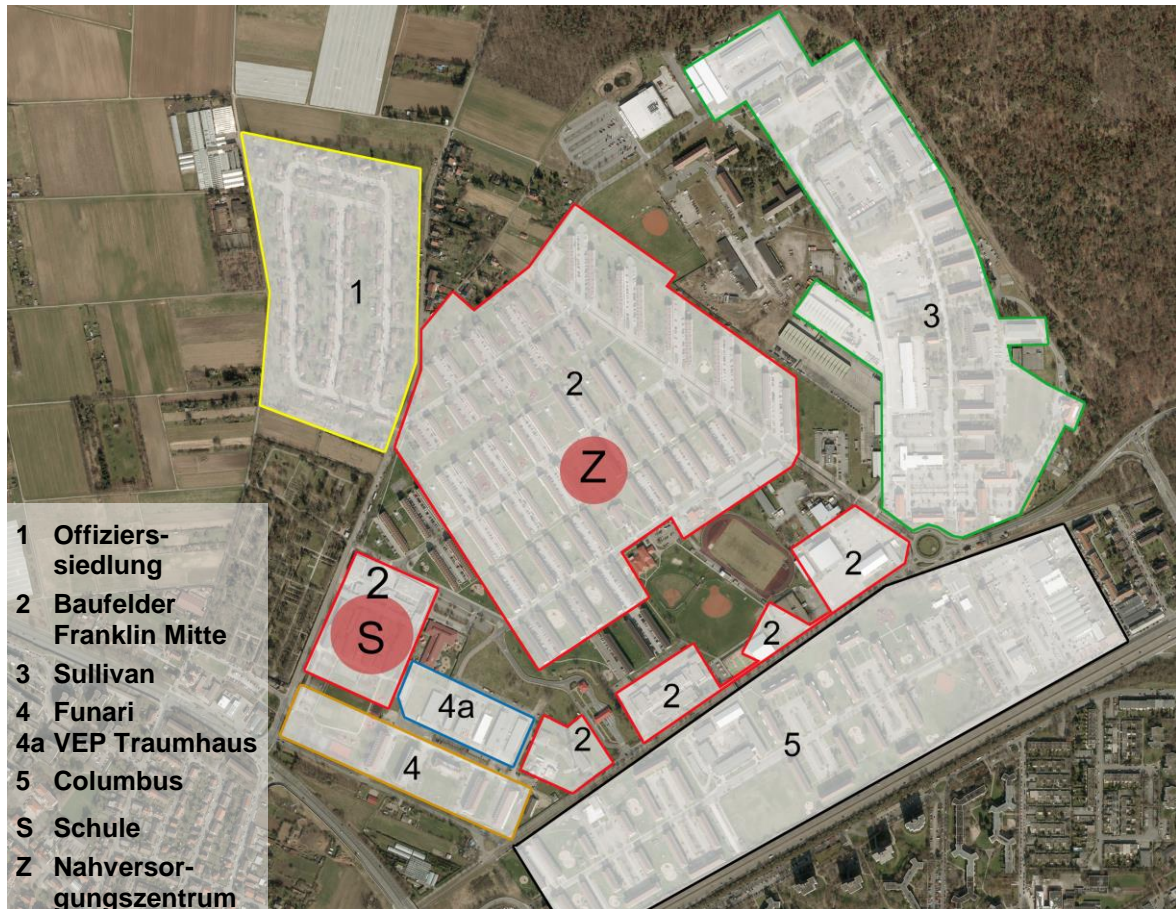 1
3
2
Z
1 Offiziers-
siedlung
2 Baufelder
Franklin Mitte
3 Sullivan
4 Funari
4a VEP Traumhaus
5 Columbus
S Schule
Z Nahversor-
gungszentrum
2
S
2
2
4a
2
2
5
4